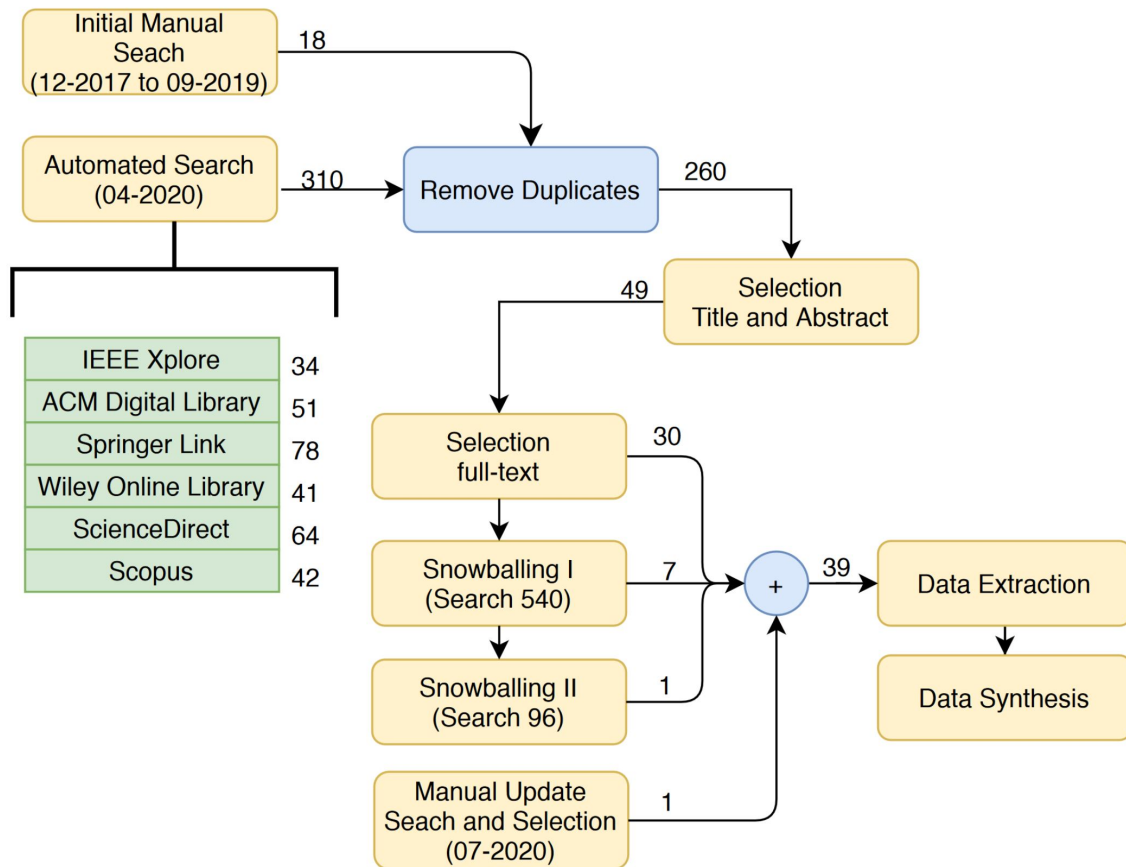 Initial Manual
Seach
(12-2017 to 09-2019)
18
Automated Search
(04-2020)
310
Remove Duplicates
260
Selection
Title and Abstract
49
IEEE Xplore
34
ACM Digital Library
51
Springer Link
78
Wiley Online Library
41
ScienceDirect
64
Scopus
42
Selection
full-text
30
Snowballing I
(Search 540)
7
Snowballing II
(Search 96)
1
Manual Update
Seach and Selection
(07-2020)
1
+
39
Data Extraction
Data Synthesis